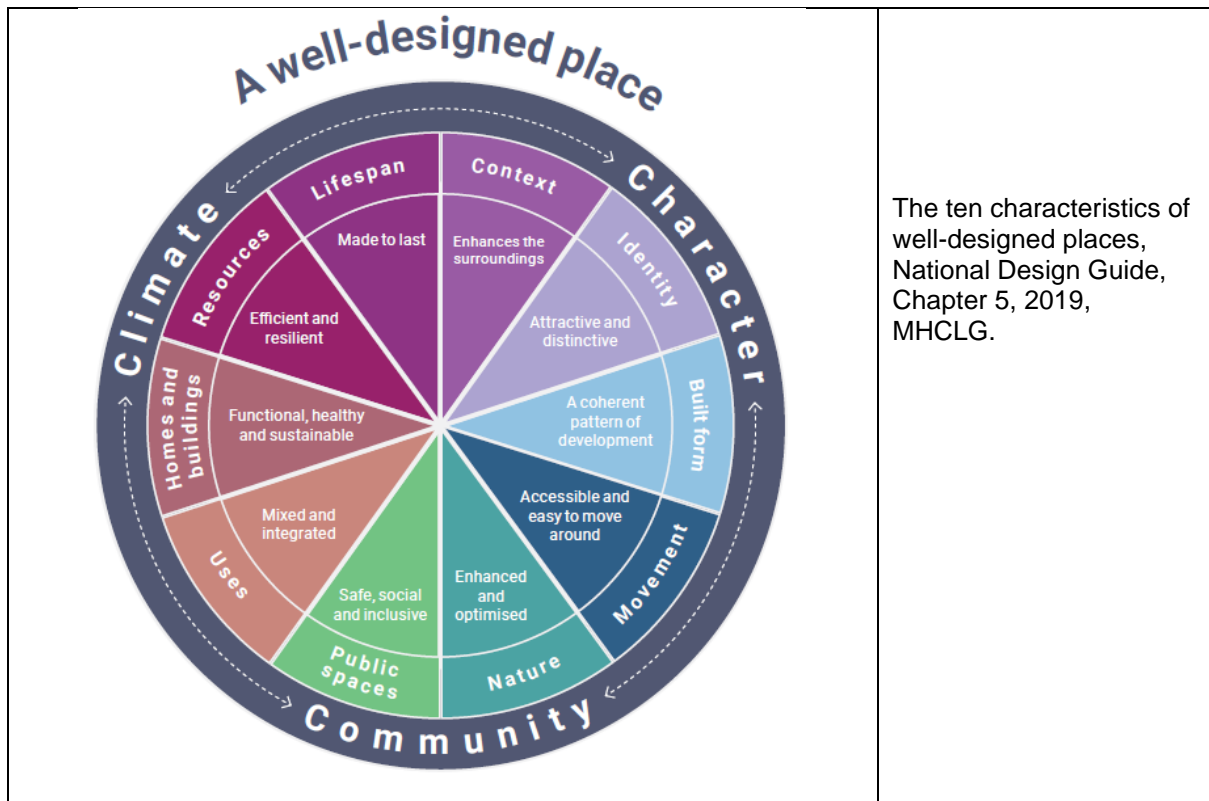 A well-designed place
Climate
Character
Community
Context
Enhances the
surroundings
Identity
Attractive and
distinctive
Built form
A coherent
pattern of
development
Movement
Accessible and
easy to move
around
Nature
Enhanced
and
optimised
Public
spaces
Safe, social
and inclusive
Uses
Mixed and
integrated
Homes and
buildings
Functional, healthy
and sustainable
Resources
Efficient and
resilient
Lifespan
Made to last
The ten characteristics of
well-designed places,
National Design Guide,
Chapter 5, 2019,
MHCLG.